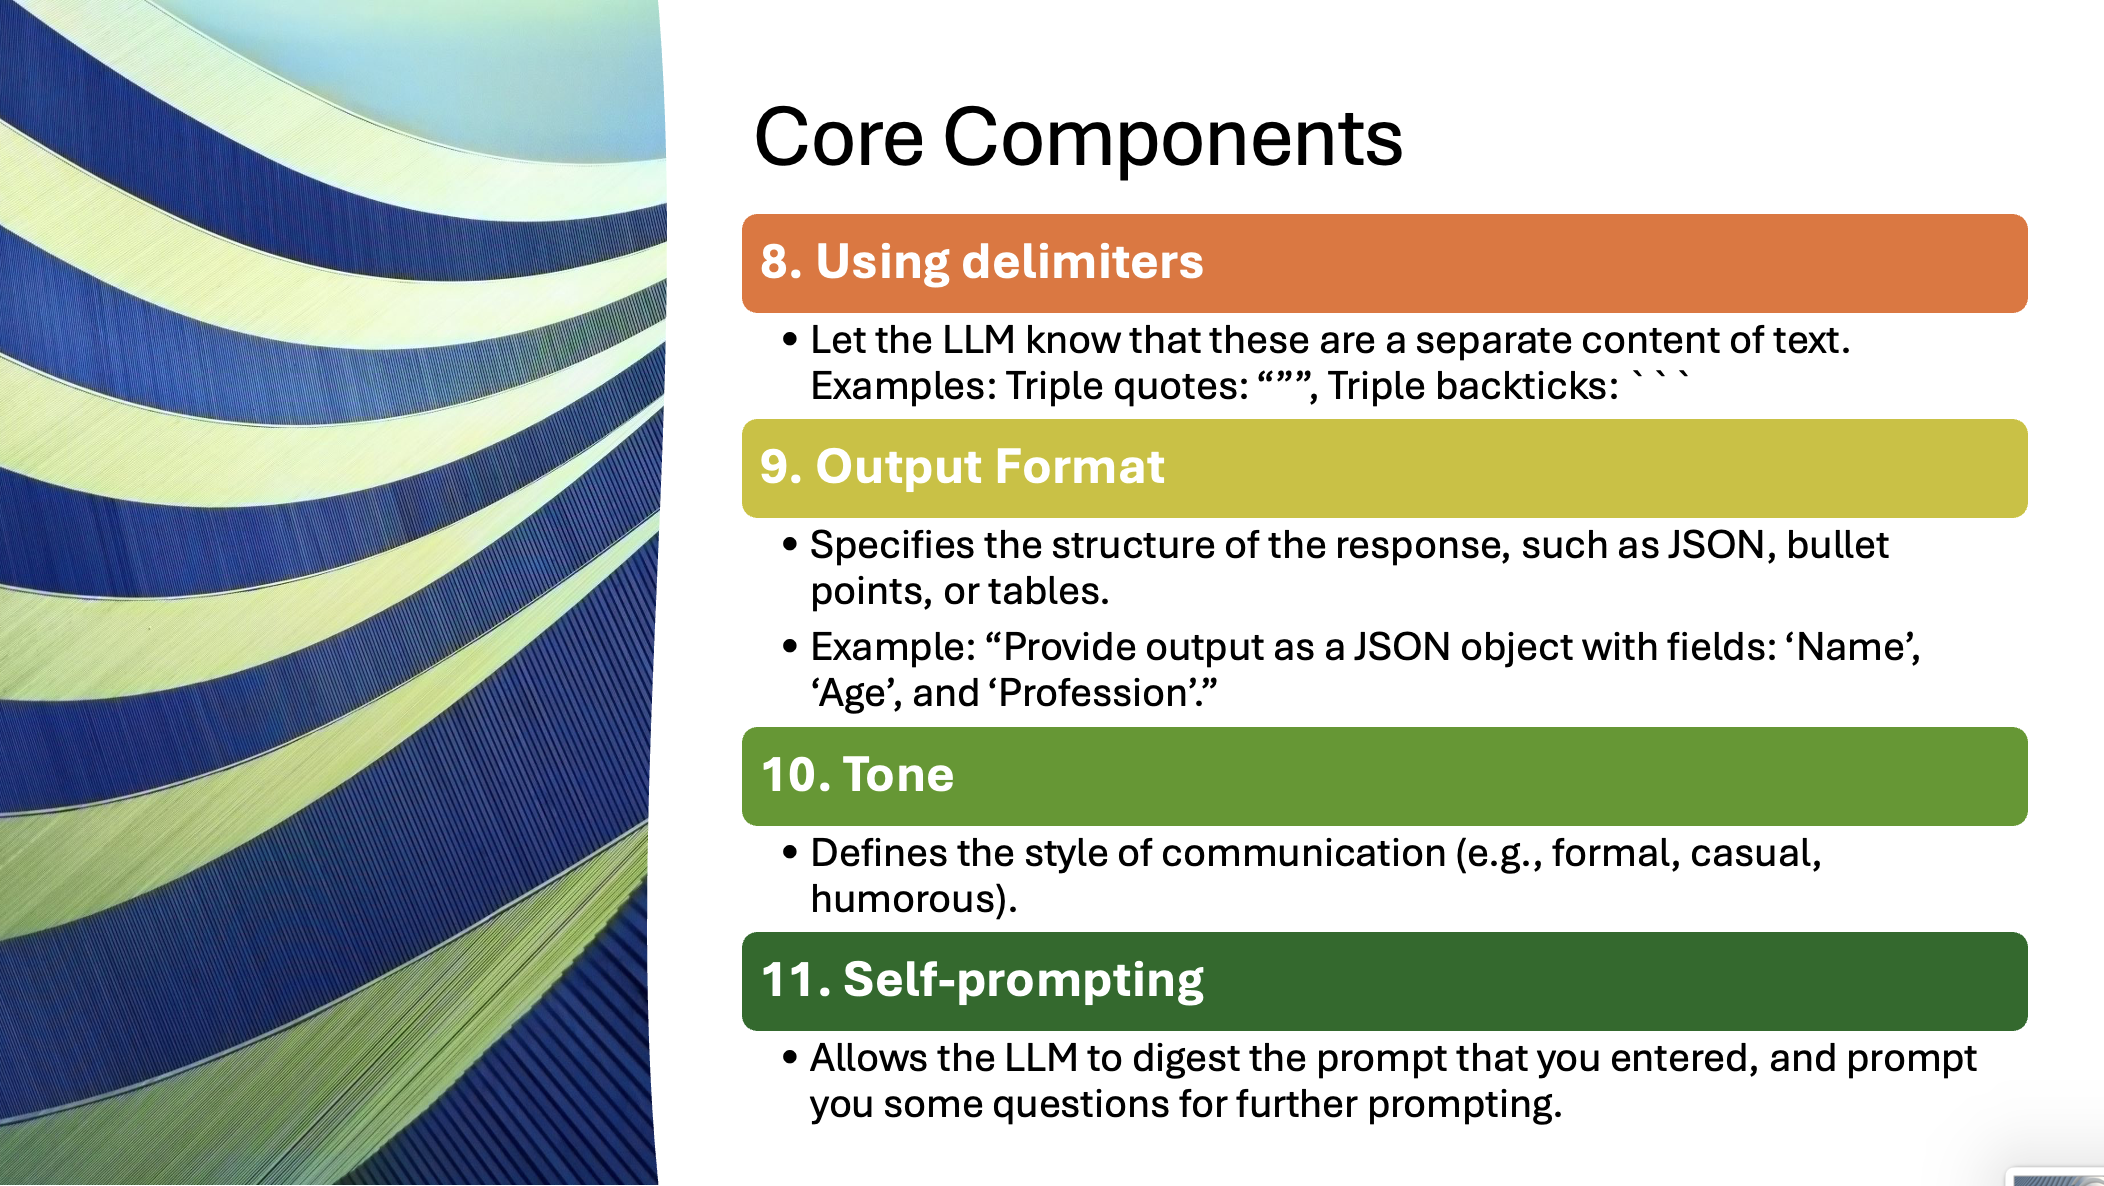 Core Components
8. Using delimiters
• Let the LLM know that these are a separate content of text.
Examples: Triple quotes: “””, Triple backticks: ```
9. Output Format
• Specifies the structure of the response, such as JSON, bullet
points, or tables.
• Example: “Provide output as a JSON object with fields: ‘Name’,
‘Age’, and ‘Profession’.”
10. Tone
• Defines the style of communication (e.g., formal, casual,
humorous).
11. Self-prompting
• Allows the LLM to digest the prompt that you entered, and prompt
you some questions for further prompting.